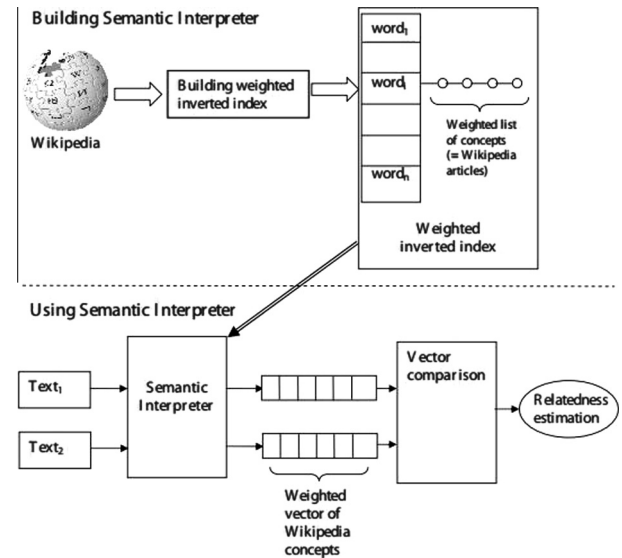 Building Semantic Interpreter
word1
wordi
wordn
Building weighted
inverted index
Wikipedia
Weighted list
of concepts
(= Wikipedia
articles)
Weighted
inverted index
Using Semantic Interpreter
Text1
Text2
Semantic
Interpreter
Weighted
vector of
Wikipedia
concepts
Vector
comparison
Relatedness
estimation